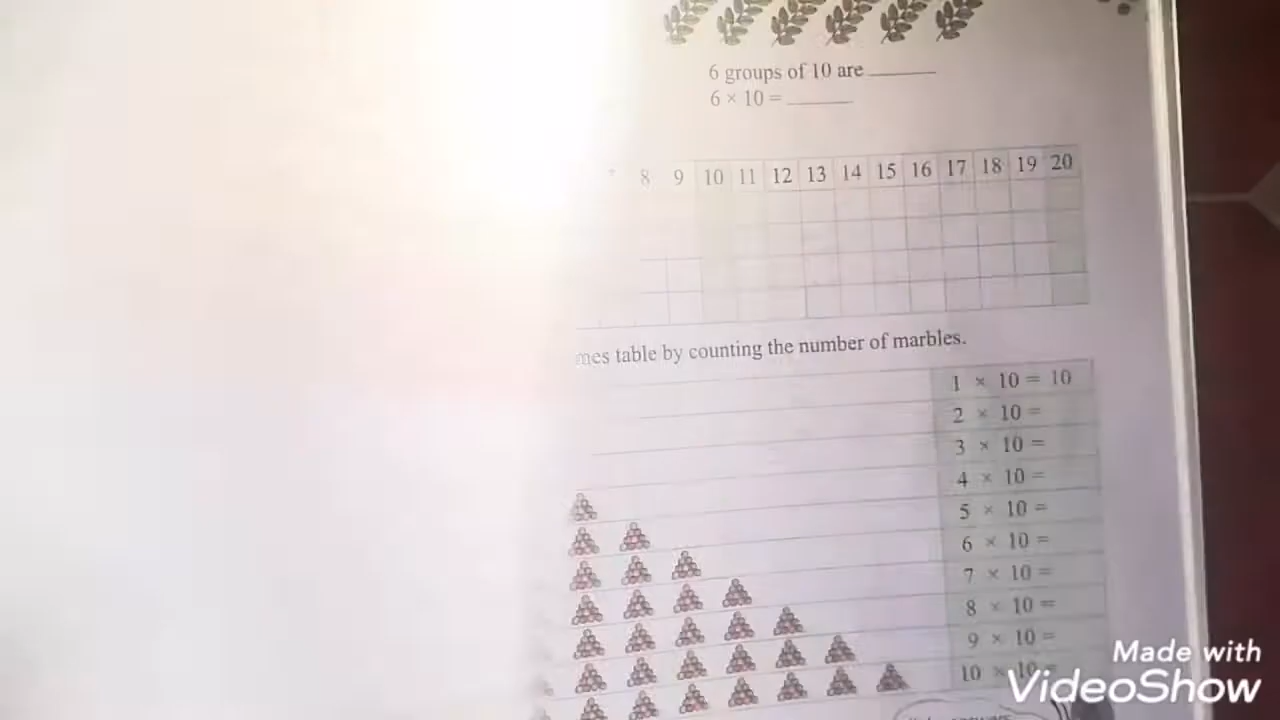 6 groups of 10 are
6 × 10 =
8 9 10 11 12 13 14 15 16 17 18 19 20
table by counting the number of marbles.
1 × 10 = 10
2 × 10 =
3 × 10 =
4 × 10 =
5 × 10 =
6 × 10 =
7 × 10 =
8 × 10 =
9 × 10 =
10 × 10 =
Made with
VideoShow